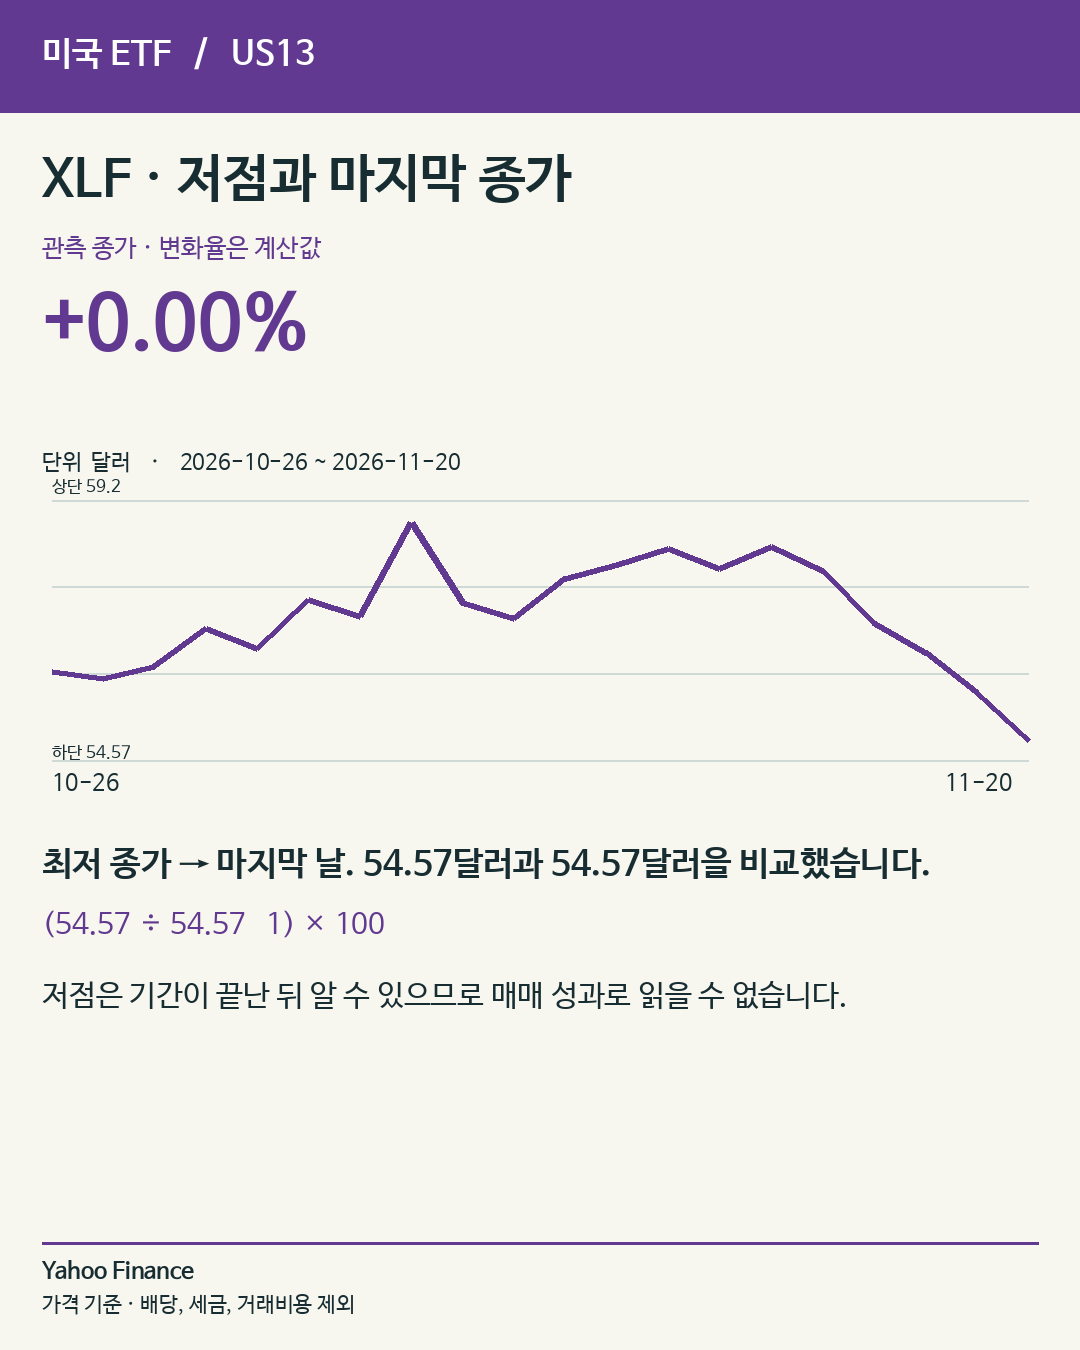 미국 ETF / US13
XLF · 저점과 마지막 종가
관측 종가 · 변화율은 계산값
+0.00%
단위 달러 · 2026-10-26 ~ 2026-11-20
상단 59.2
하단 54.57
10-26 11-20
최저 종가 → 마지막 날. 54.57달러과 54.57달러을 비교했습니다.
(54.57 ÷ 54.57 1) × 100
저점은 기간이 끝난 뒤 알 수 있으므로 매매 성과로 읽을 수 없습니다.
Yahoo Finance
가격 기준 · 배당, 세금, 거래비용 제외